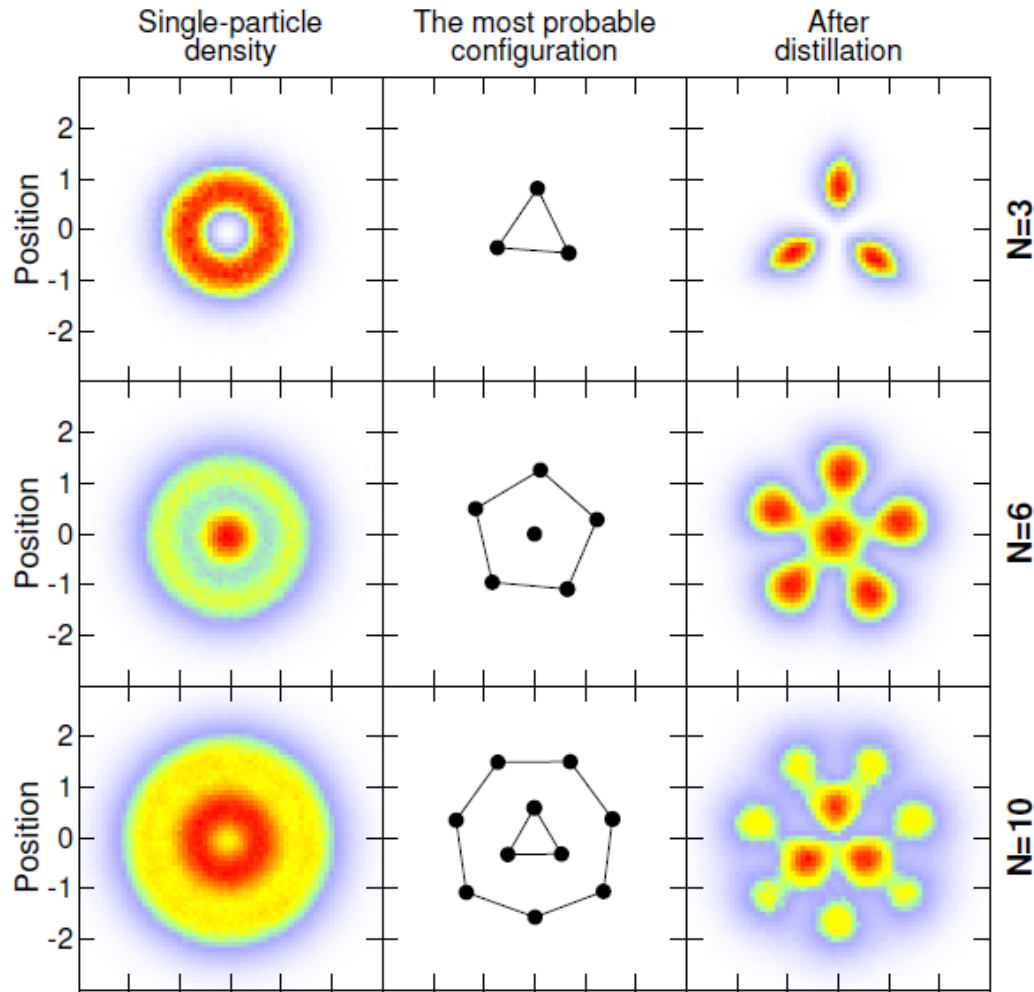 Single-particle
density
The most probable
configuration
After
distillation
Position
2
1
0
-1
-2
N=3
Position
2
1
0
-1
-2
N=6
Position
2
1
0
-1
-2
N=10